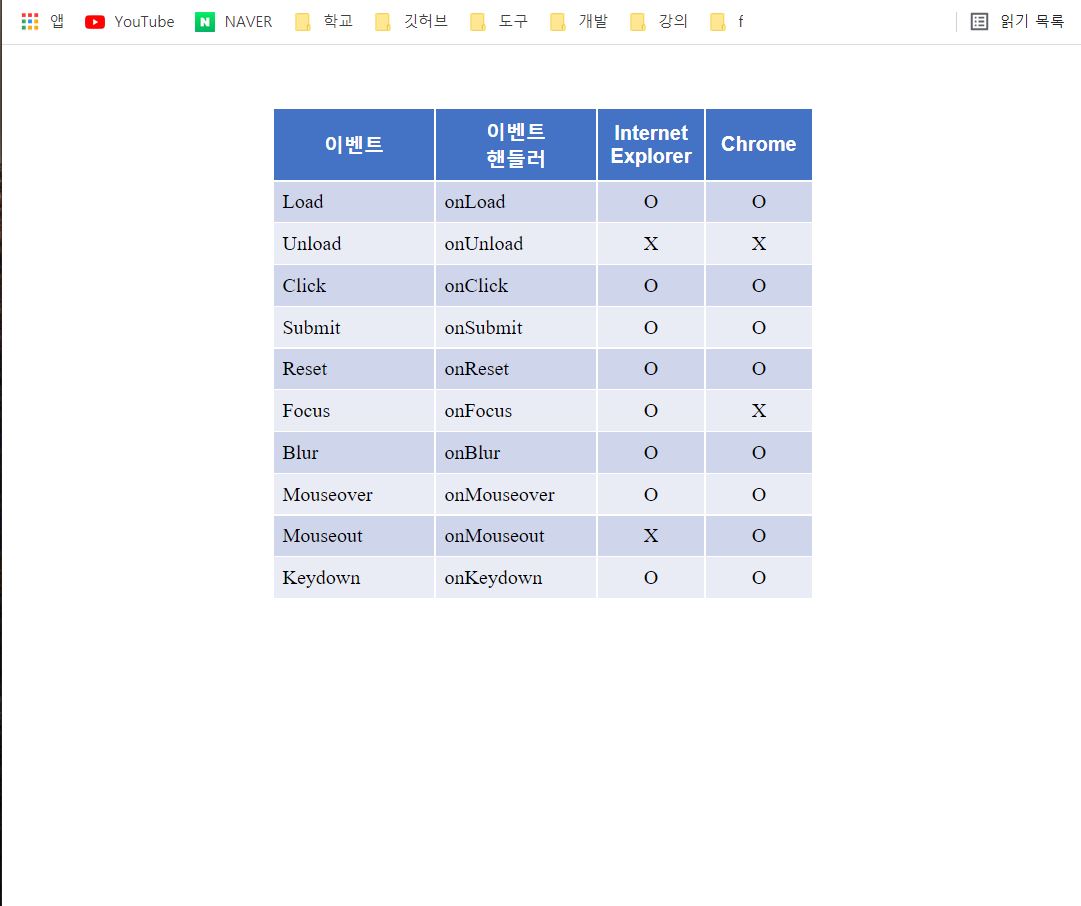 앱 YouTube NAVER 학교 깃허브 도구 개발 강의 f 읽기 목록
이벤트 이벤트 핸들러 Internet Explorer Chrome
Load onLoad O O
Unload onUnload X X
Click onClick O O
Submit onSubmit O O
Reset onReset O O
Focus onFocus O X
Blur onBlur O O
Mouseover onMouseover O O
Mouseout onMouseout X O
Keydown onKeydown O O